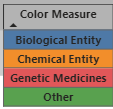 Color Measure
Biological Entity
Chemical Entity
Genetic Medicines
Other